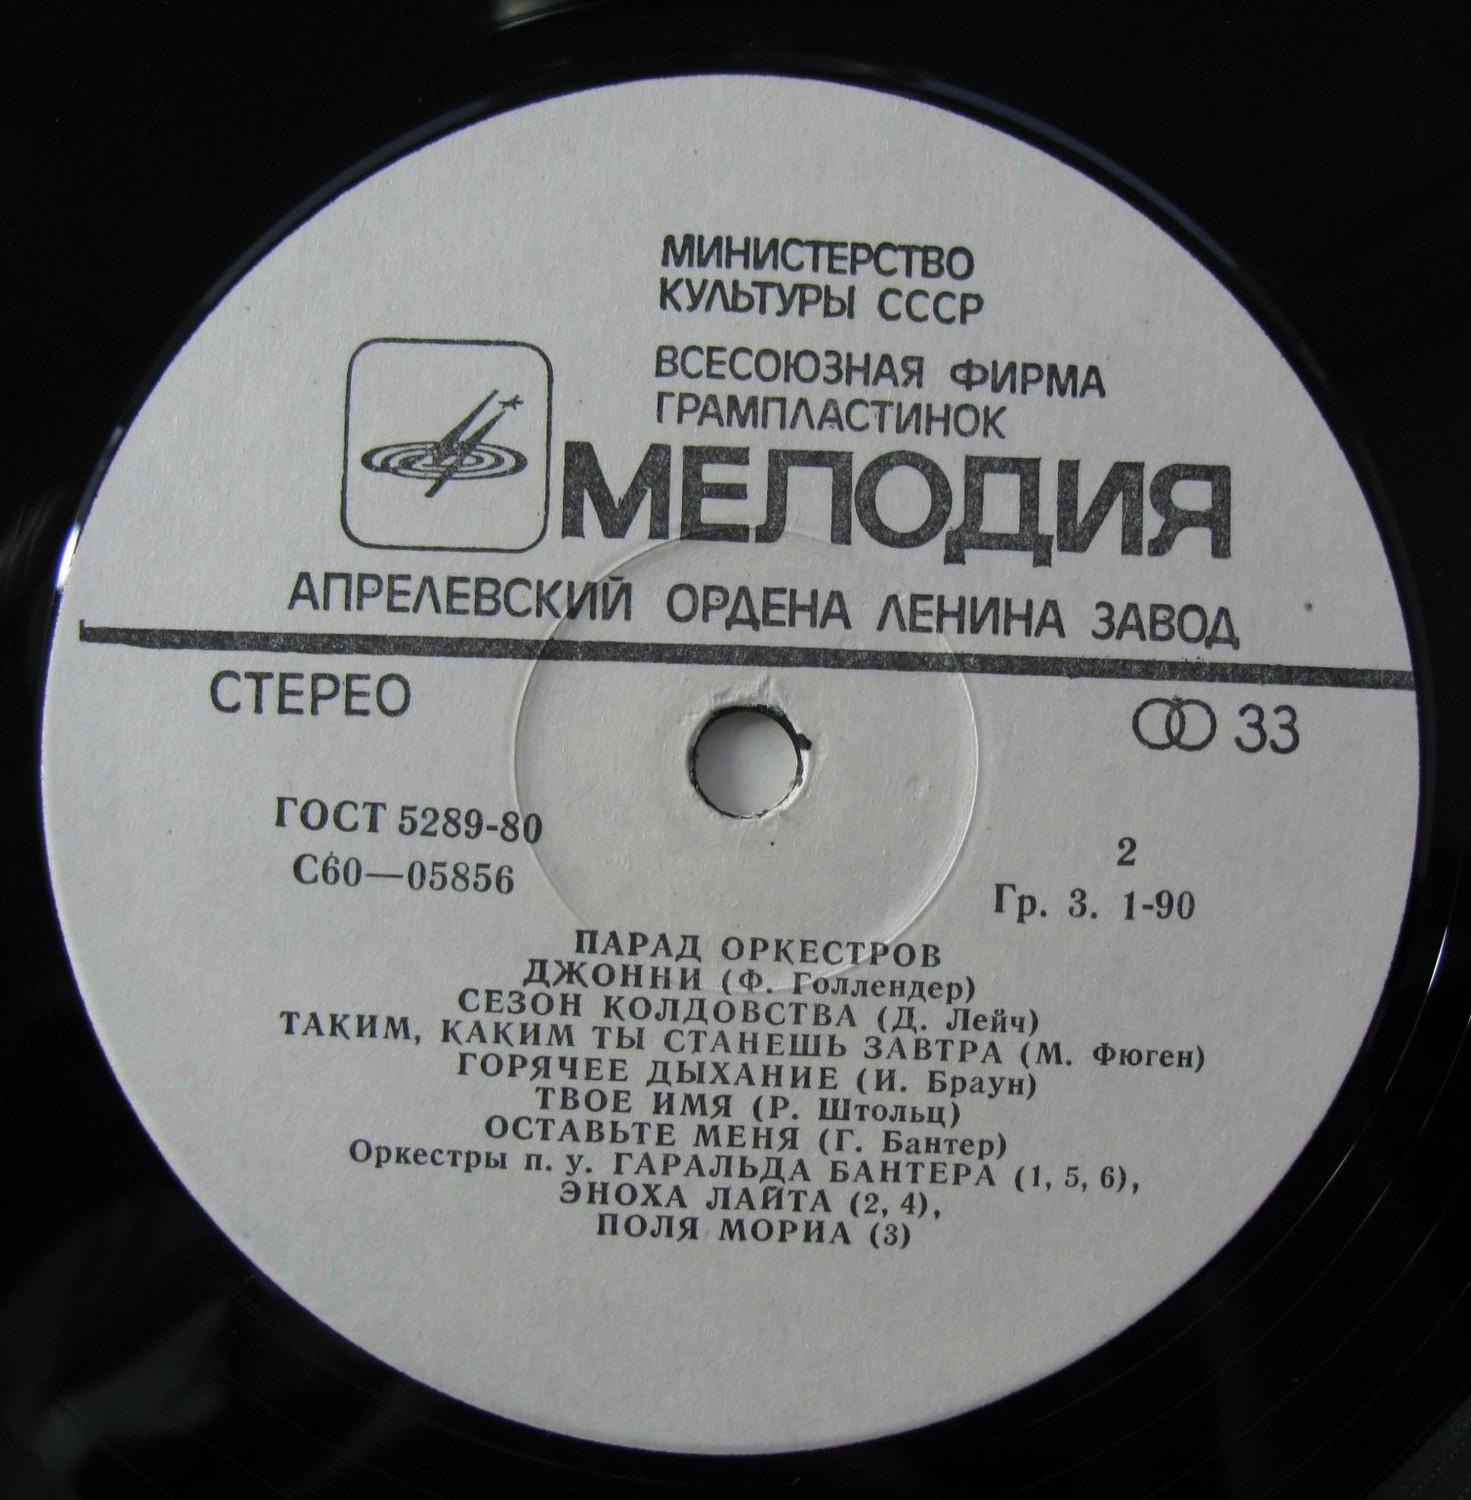 МИНИСТЕРСТВО
КУЛЬТУРЫ СССР
ВСЕСОЮЗНАЯ ФИРМА
ГРАМПЛАСТИНОК
МЕЛОДИЯ
АПРЕЛЕВСКИЙ ОРДЕНА ЛЕНИНА ЗАВОД
СТЕРЕО
33
ГОСТ 5289-80
С60—05856
2
Гр. 3. 1-90
ПАРАД ОРКЕСТРОВ
ДЖОННИ (Ф. Голлендер)
СЕЗОН КОЛДОВСТВА (Д. Лейч)
ТАКИМ, КАКИМ ТЫ СТАНЕШЬ ЗАВТРА (М. Фюген)
ГОРЯЧЕЕ ДЫХАНИЕ (И. Браун)
ТВОЕ ИМЯ (Р. Штольц)
ОСТАВЬТЕ МЕНЯ (Г. Бантер)
Оркестры п. у. ГАРАЛЬДА БАНТЕРА (1, 5, 6),
ЭНОХА ЛАЙТА (2, 4),
ПОЛЯ МОРИА (3)